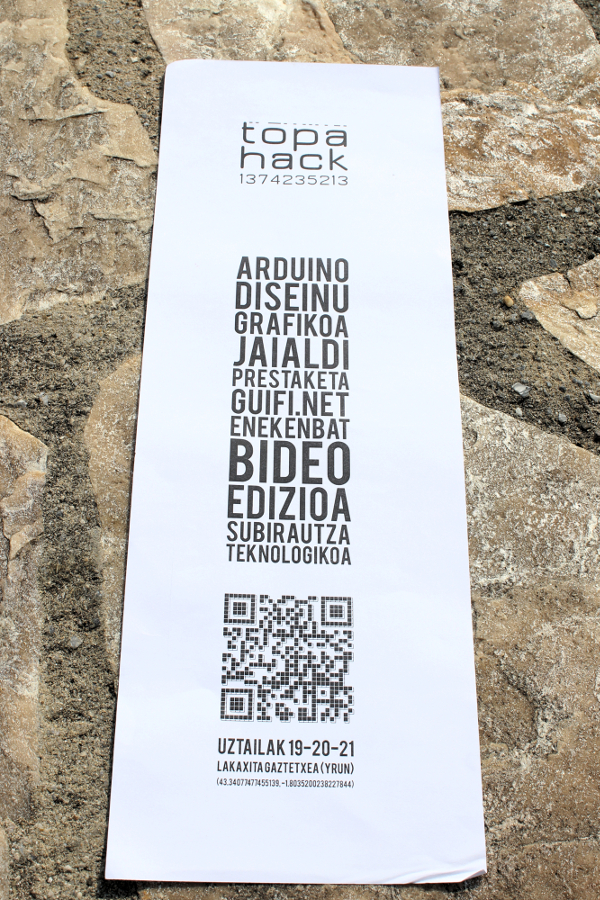 topa
hack
1374235213
ARDUINO
DISEINU
GRAFIKOA
JAIALDI
PRESTAKETA
GUIFI.NET
ENEKENBAT
BIDEO
EDIZIOA
SUBIRAUTZA
TEKNOLOGIKOA
UZTAILAK 19-20-21
LAKAXITA GAZTETXEA (YRUN)
(43.34077477455139, -1.8035200238227844)